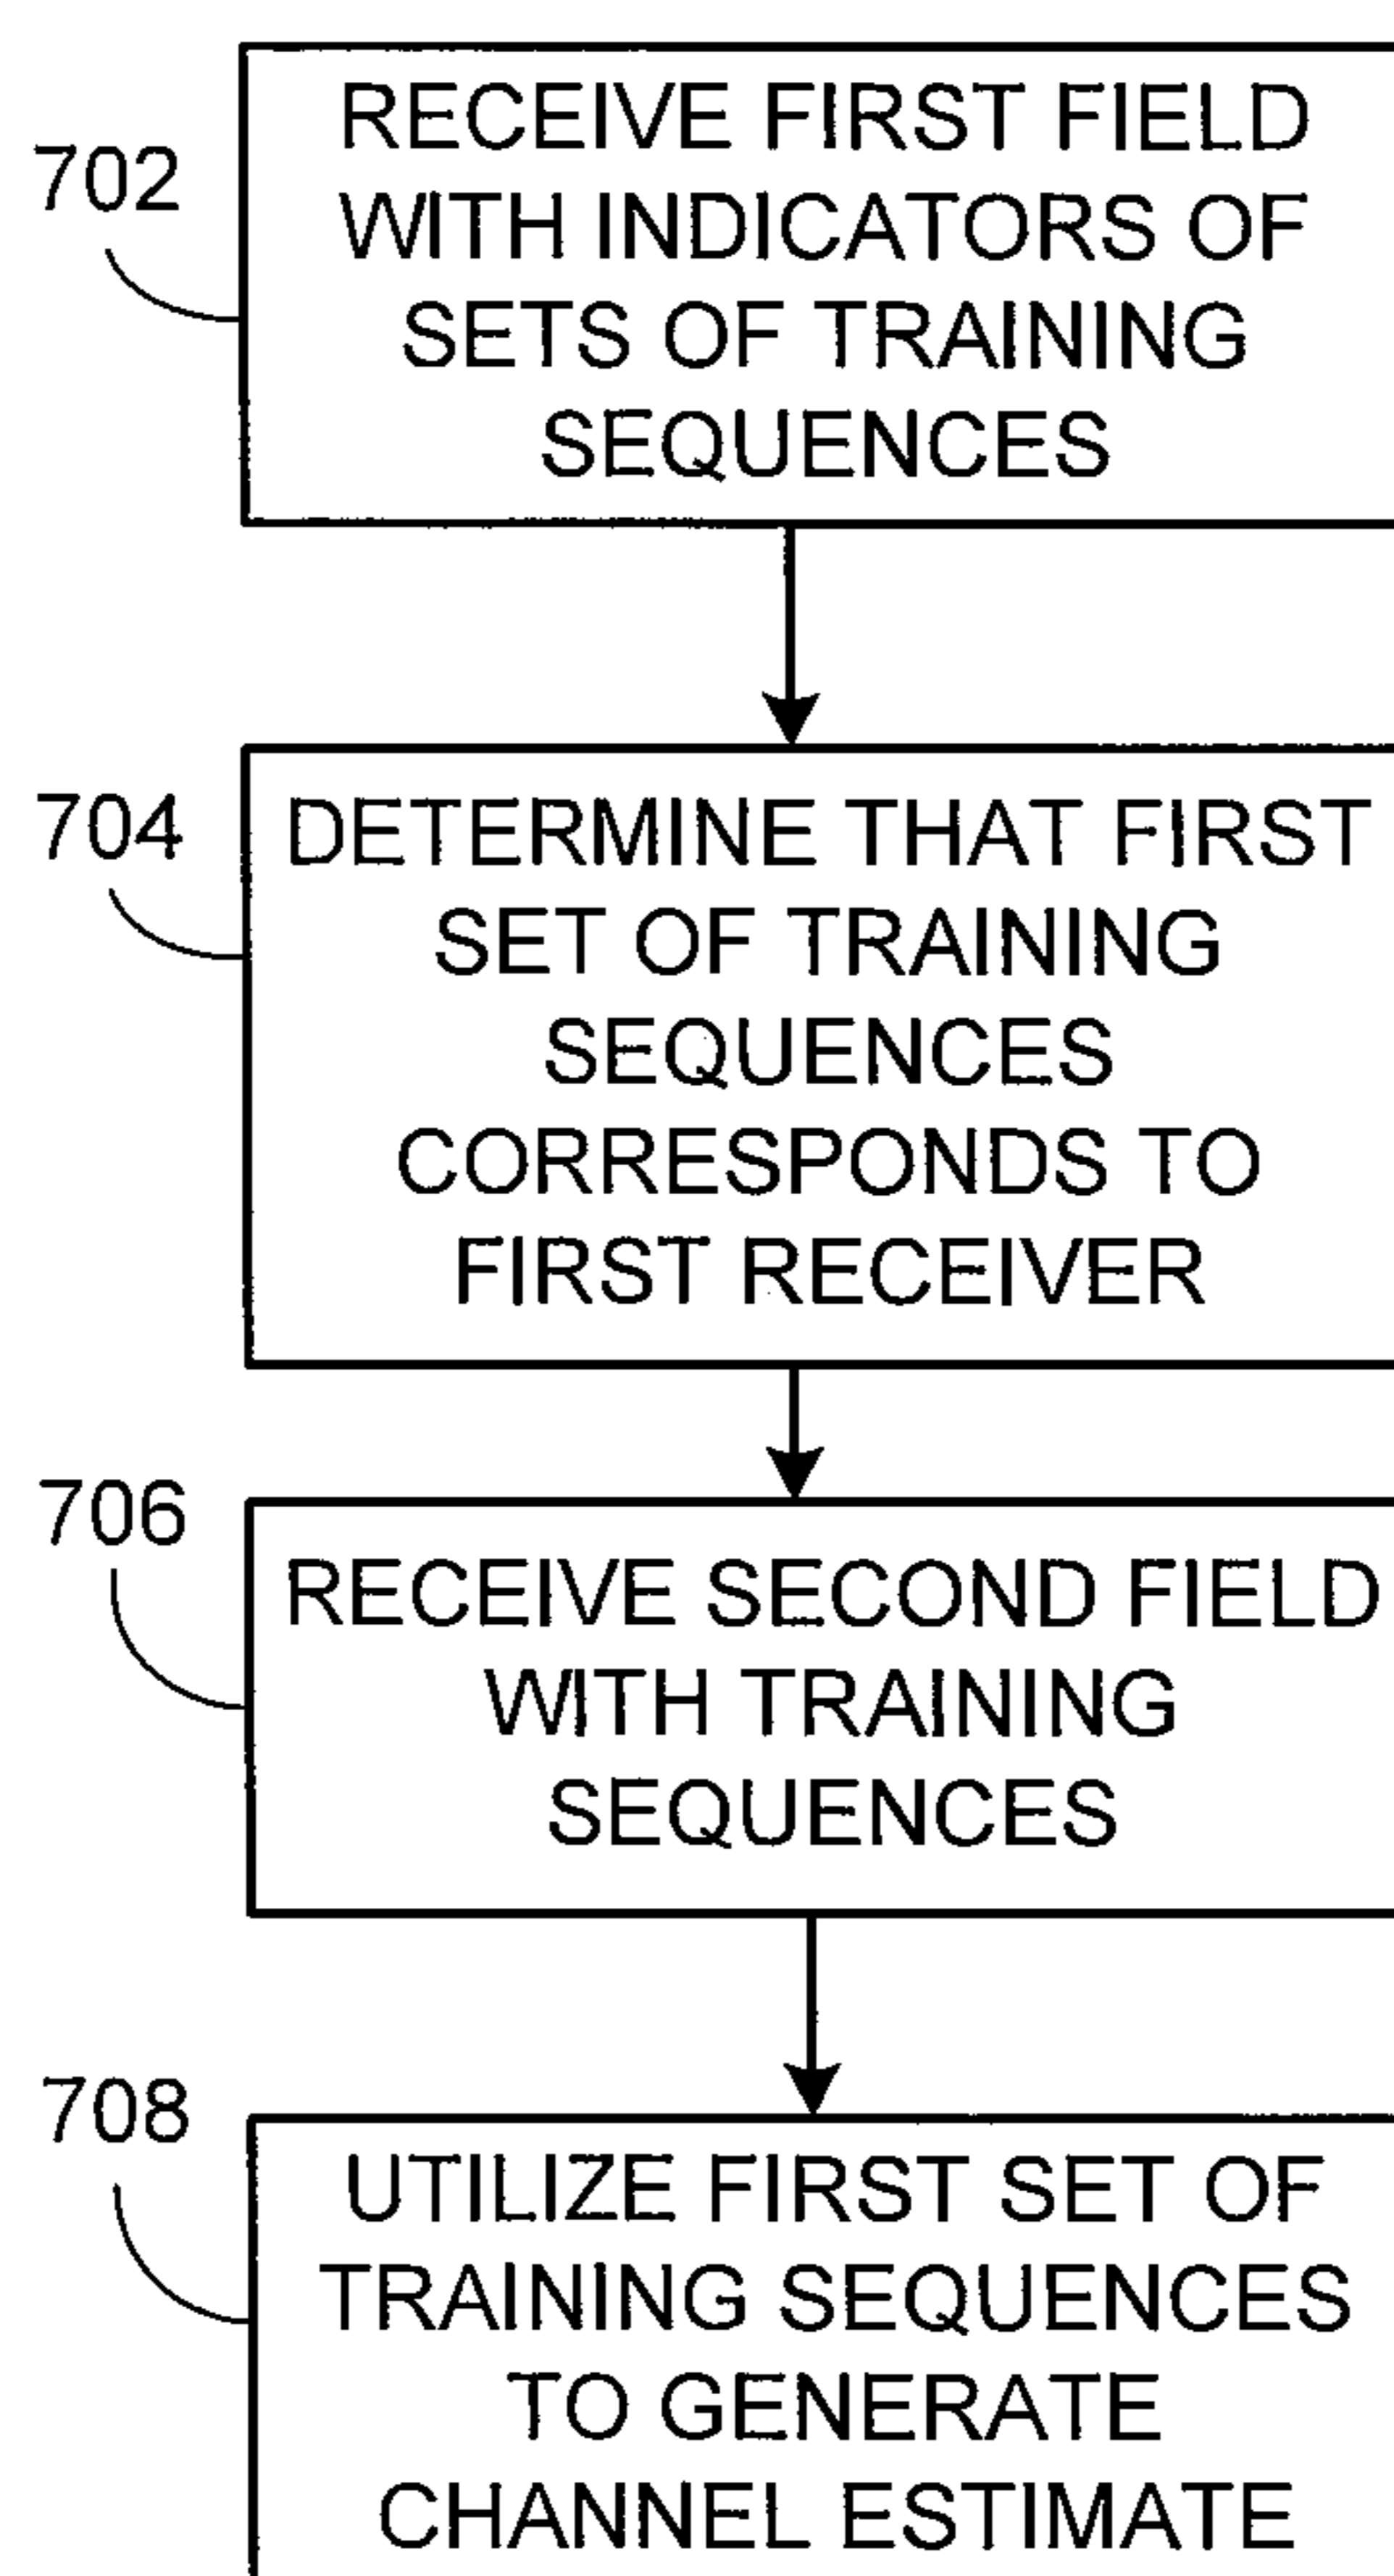 702
RECEIVE FIRST FIELD
WITH INDICATORS OF
SETS OF TRAINING
SEQUENCES
704
DETERMINE THAT FIRST
SET OF TRAINING
SEQUENCES
CORRESPONDS TO
FIRST RECEIVER
706
RECEIVE SECOND FIELD
WITH TRAINING
SEQUENCES
708
UTILIZE FIRST SET OF
TRAINING SEQUENCES
TO GENERATE
CHANNEL ESTIMATE